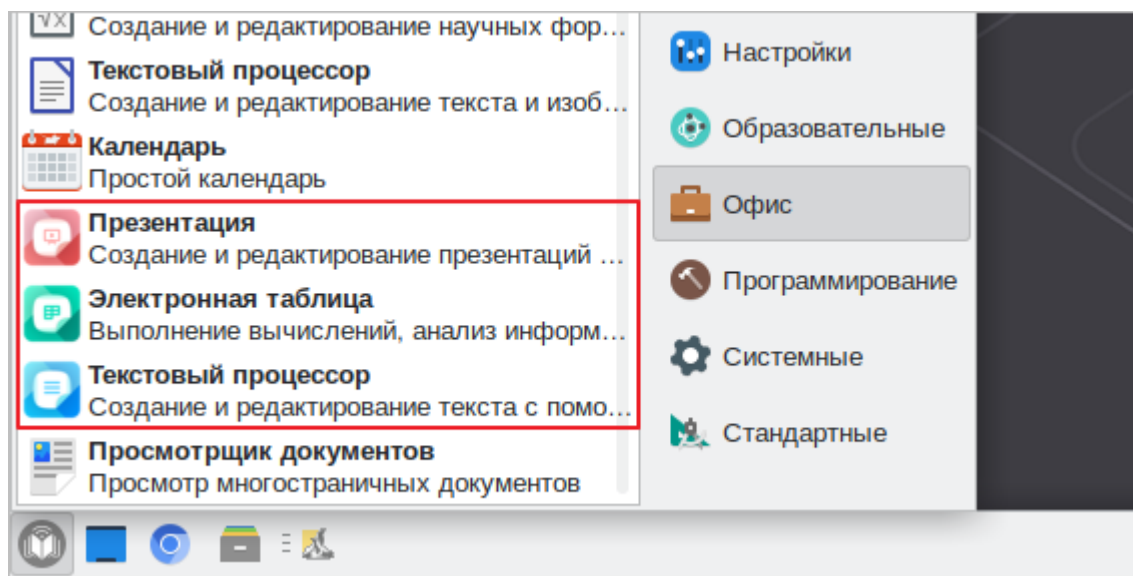 √x
Создание и редактирование научных фор…
Текстовый процессор
Создание и редактирование текста и изоб…
Календарь
Простой календарь
Презентация
Создание и редактирование презентаций …
Электронная таблица
Выполнение вычислений, анализ информ…
Текстовый процессор
Создание и редактирование текста с помо…
Просмотрщик документов
Просмотр многостраничных документов
Настройки
Образовательные
Офис
Программирование
Системные
Стандартные